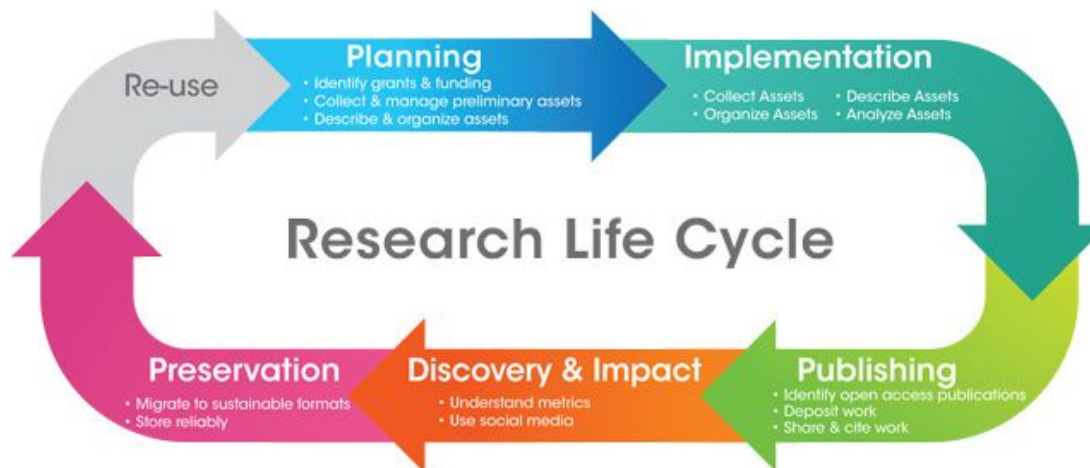 Re-use
Planning
• Identify grants & funding
• Collect & manage preliminary assets
• Describe & organize assets
Implementation
• Collect Assets
• Organize Assets
• Describe Assets
• Analyze Assets
Research Life Cycle
Publishing
• Identify open access publications
• Deposit work
• Share & cite work
Discovery & Impact
• Understand metrics
• Use social media
Preservation
• Migrate to sustainable formats
• Store reliably